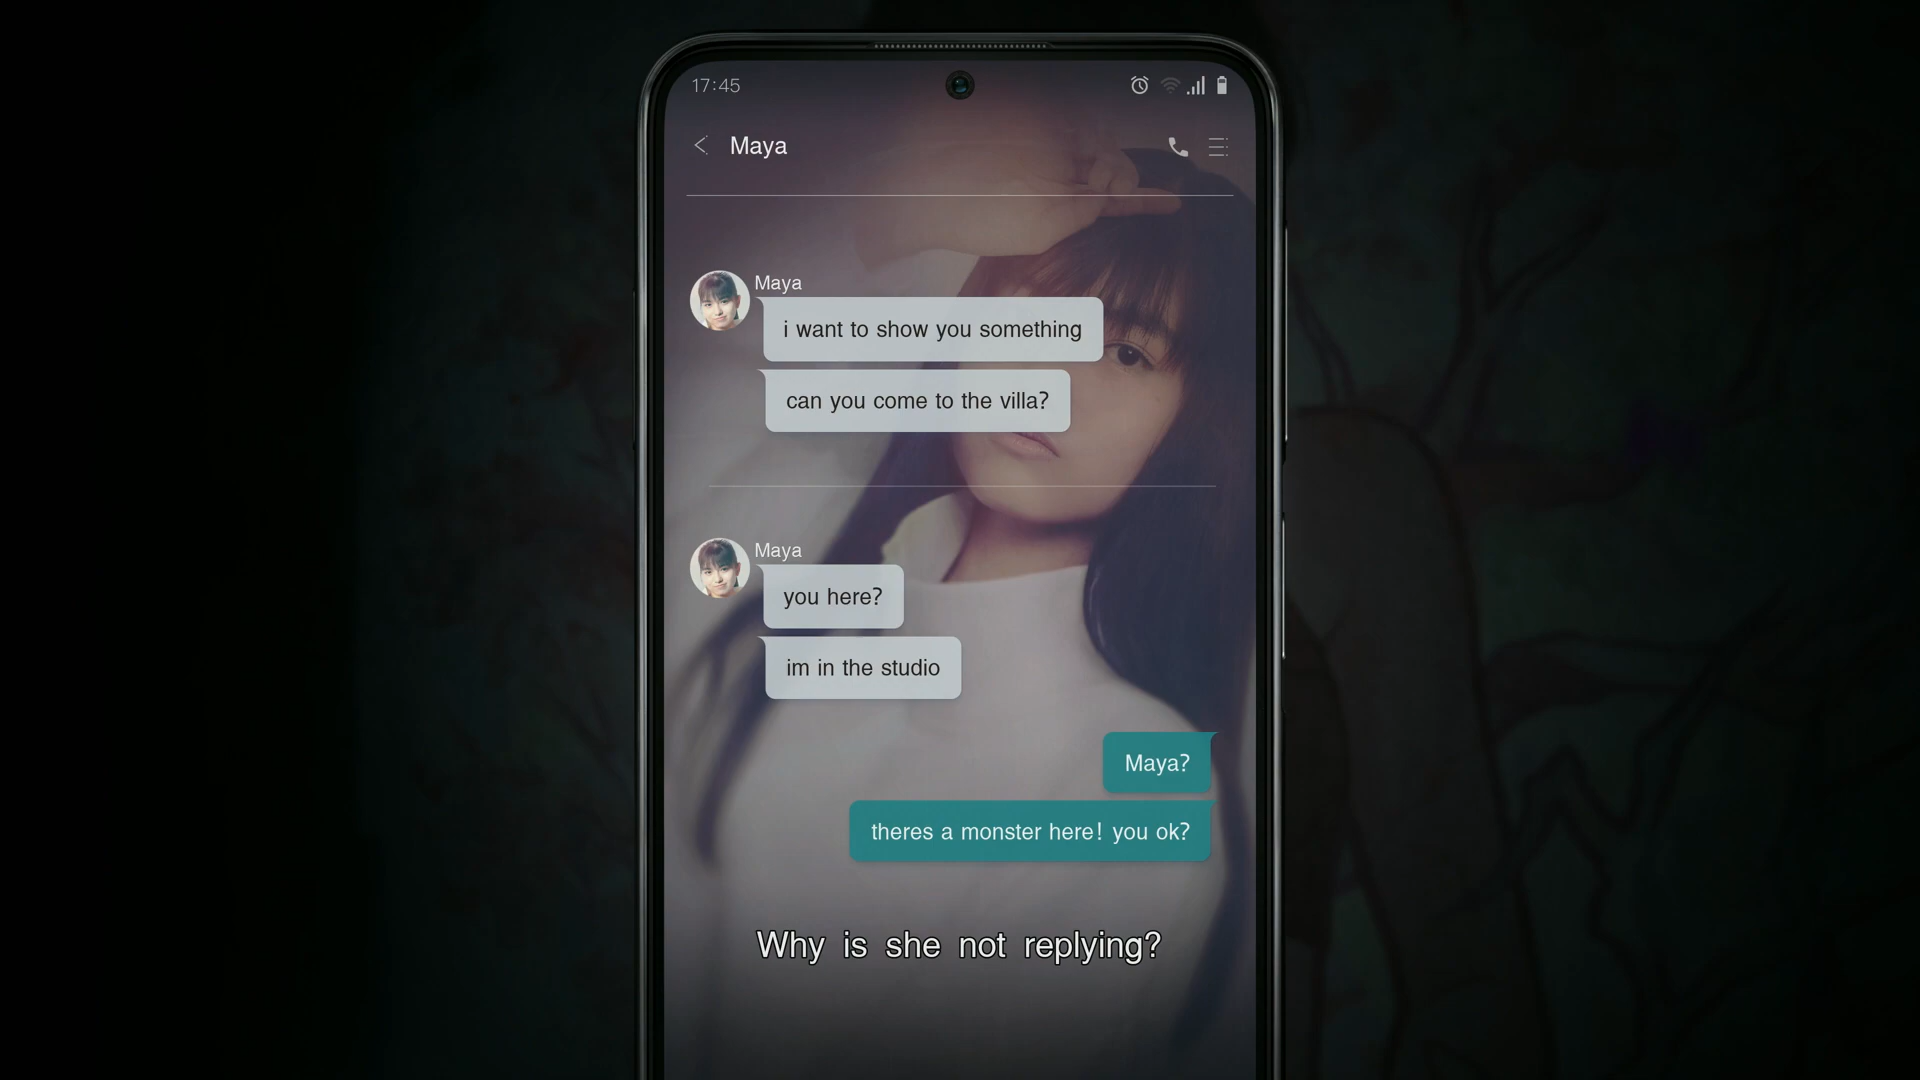 17:45
Maya
Maya
i want to show you something
can you come to the villa?
Maya
you here?
im in the studio
Maya?
theres a monster here! you ok?
Why is she not replying?